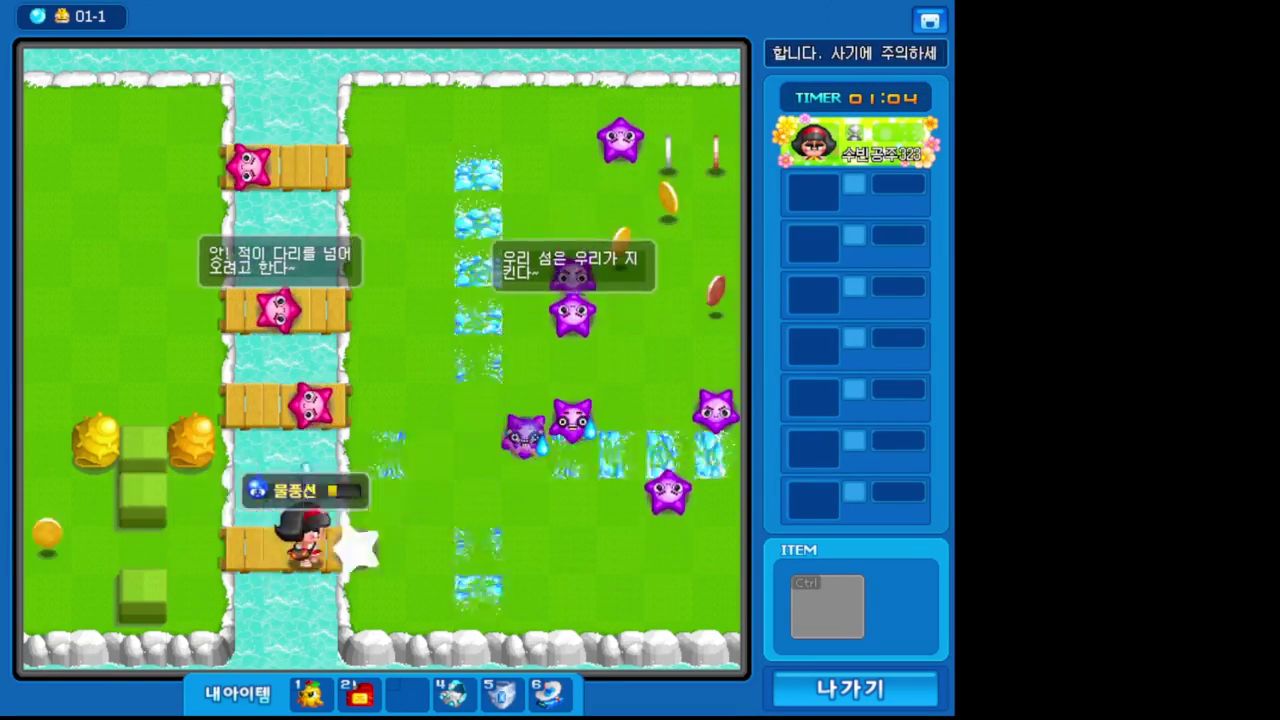 01-1
합니다. 사기에 주의하세
TIMER 01:04
수빈공주323
앗! 적이 다리를 넘어
오려고 한다~
우리 섬은 우리가 지
킨다~
물풍선
ITEM
Ctrl
내아이템
1
2
4
5
6
나가기